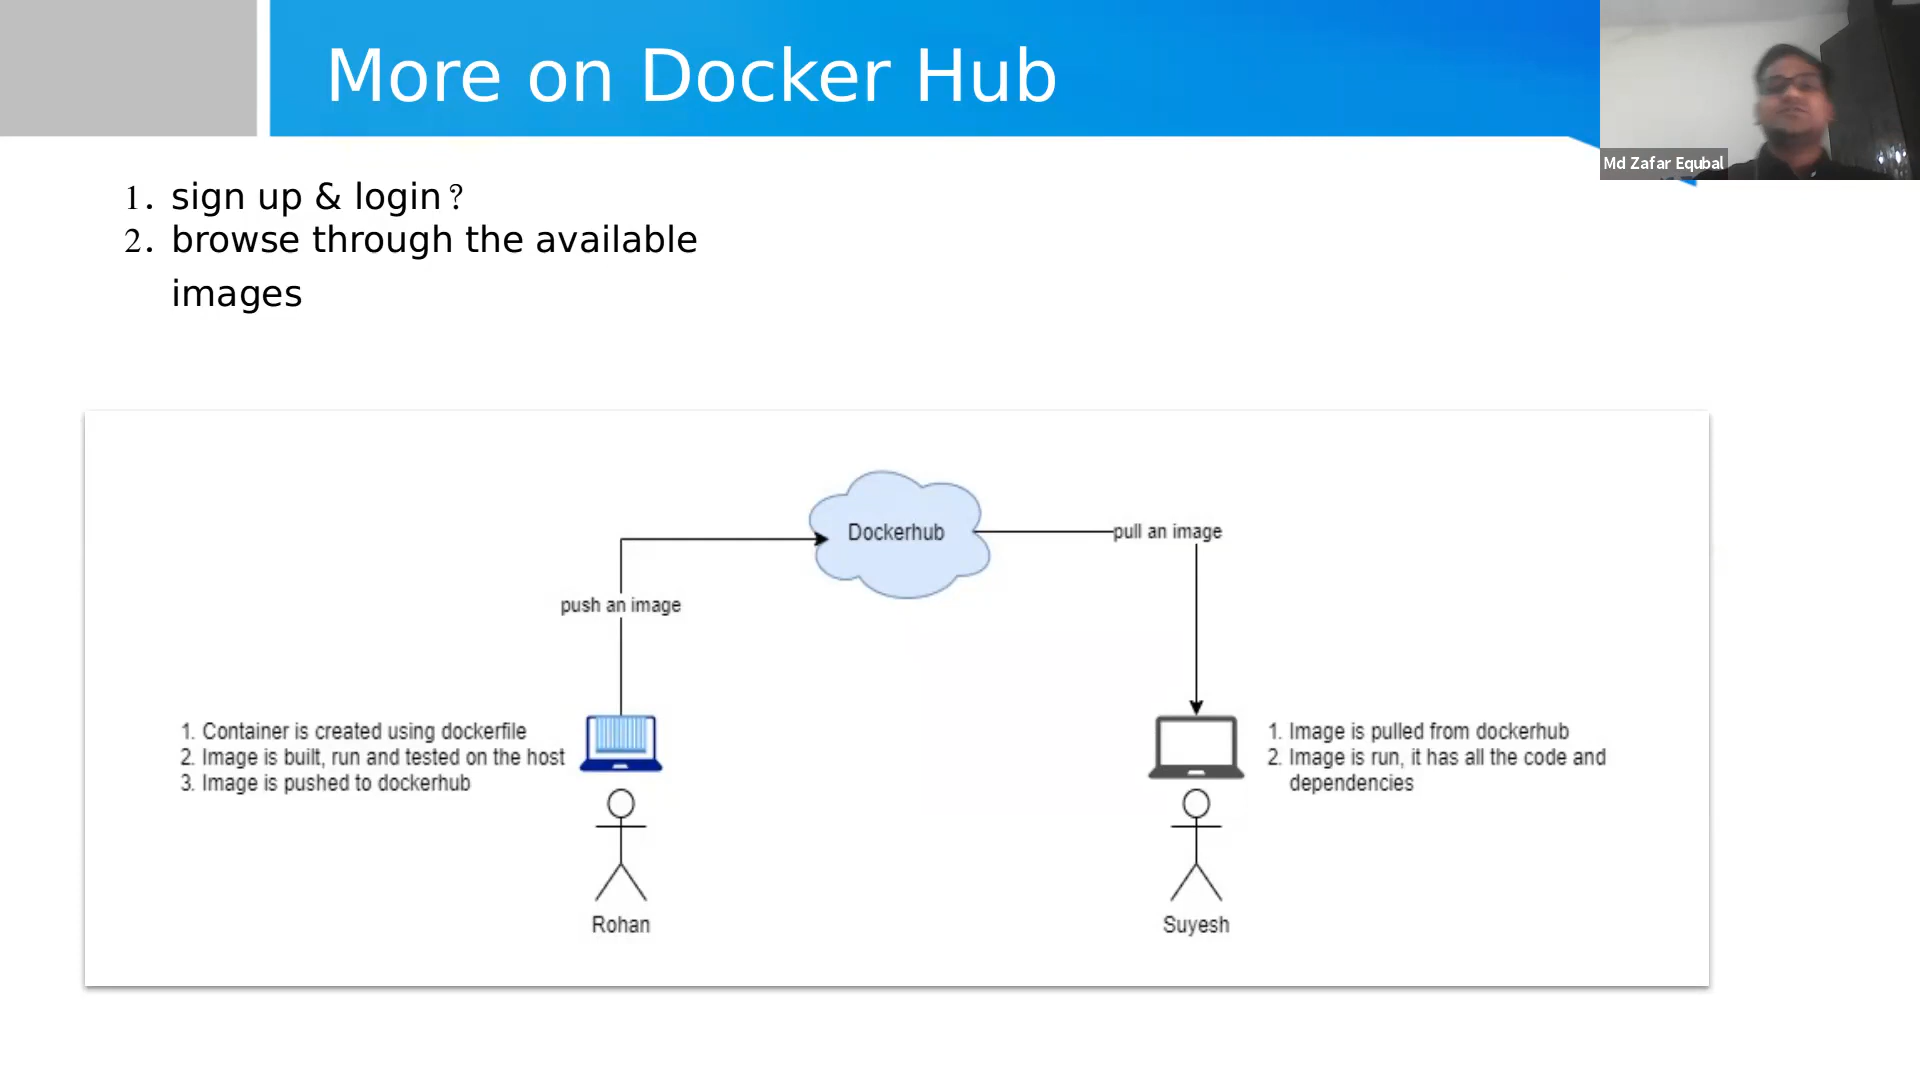 More on Docker Hub
Md Zafar Equbal
1. sign up & login ?
2. browse through the available
images
Dockerhub
pull an image
push an image
1. Container is created using dockerfile
2. Image is built, run and tested on the host
3. Image is pushed to dockerhub
1. Image is pulled from dockerhub
2. Image is run, it has all the code and
dependencies
Rohan
Suyesh